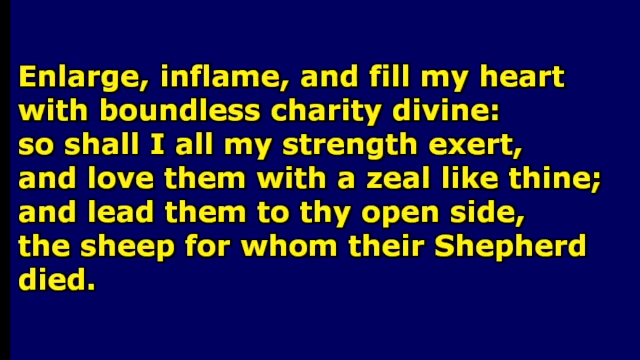 Enlarge, inflame, and fill my heart
with boundless charity divine:
so shall I all my strength exert,
and love them with a zeal like thine;
and lead them to thy open side,
the sheep for whom their Shepherd
died.